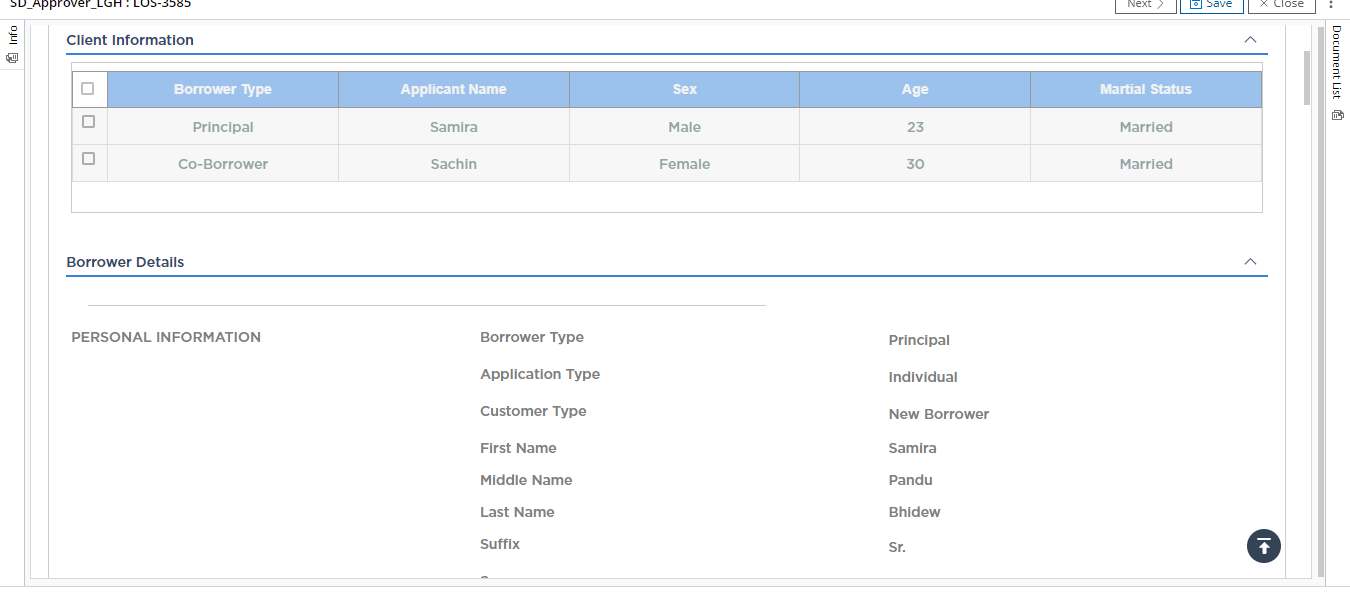 SD_Approver_LGH : LOS-3585
Next Save Close
Info
Document List
Client Information
Borrower Type Applicant Name Sex Age Martial Status
Principal Samira Male 23 Married
Co-Borrower Sachin Female 30 Married
Borrower Details
PERSONAL INFORMATION Borrower Type Principal
Application Type Individual
Customer Type New Borrower
First Name Samira
Middle Name Pandu
Last Name Bhidew
Suffix Sr.